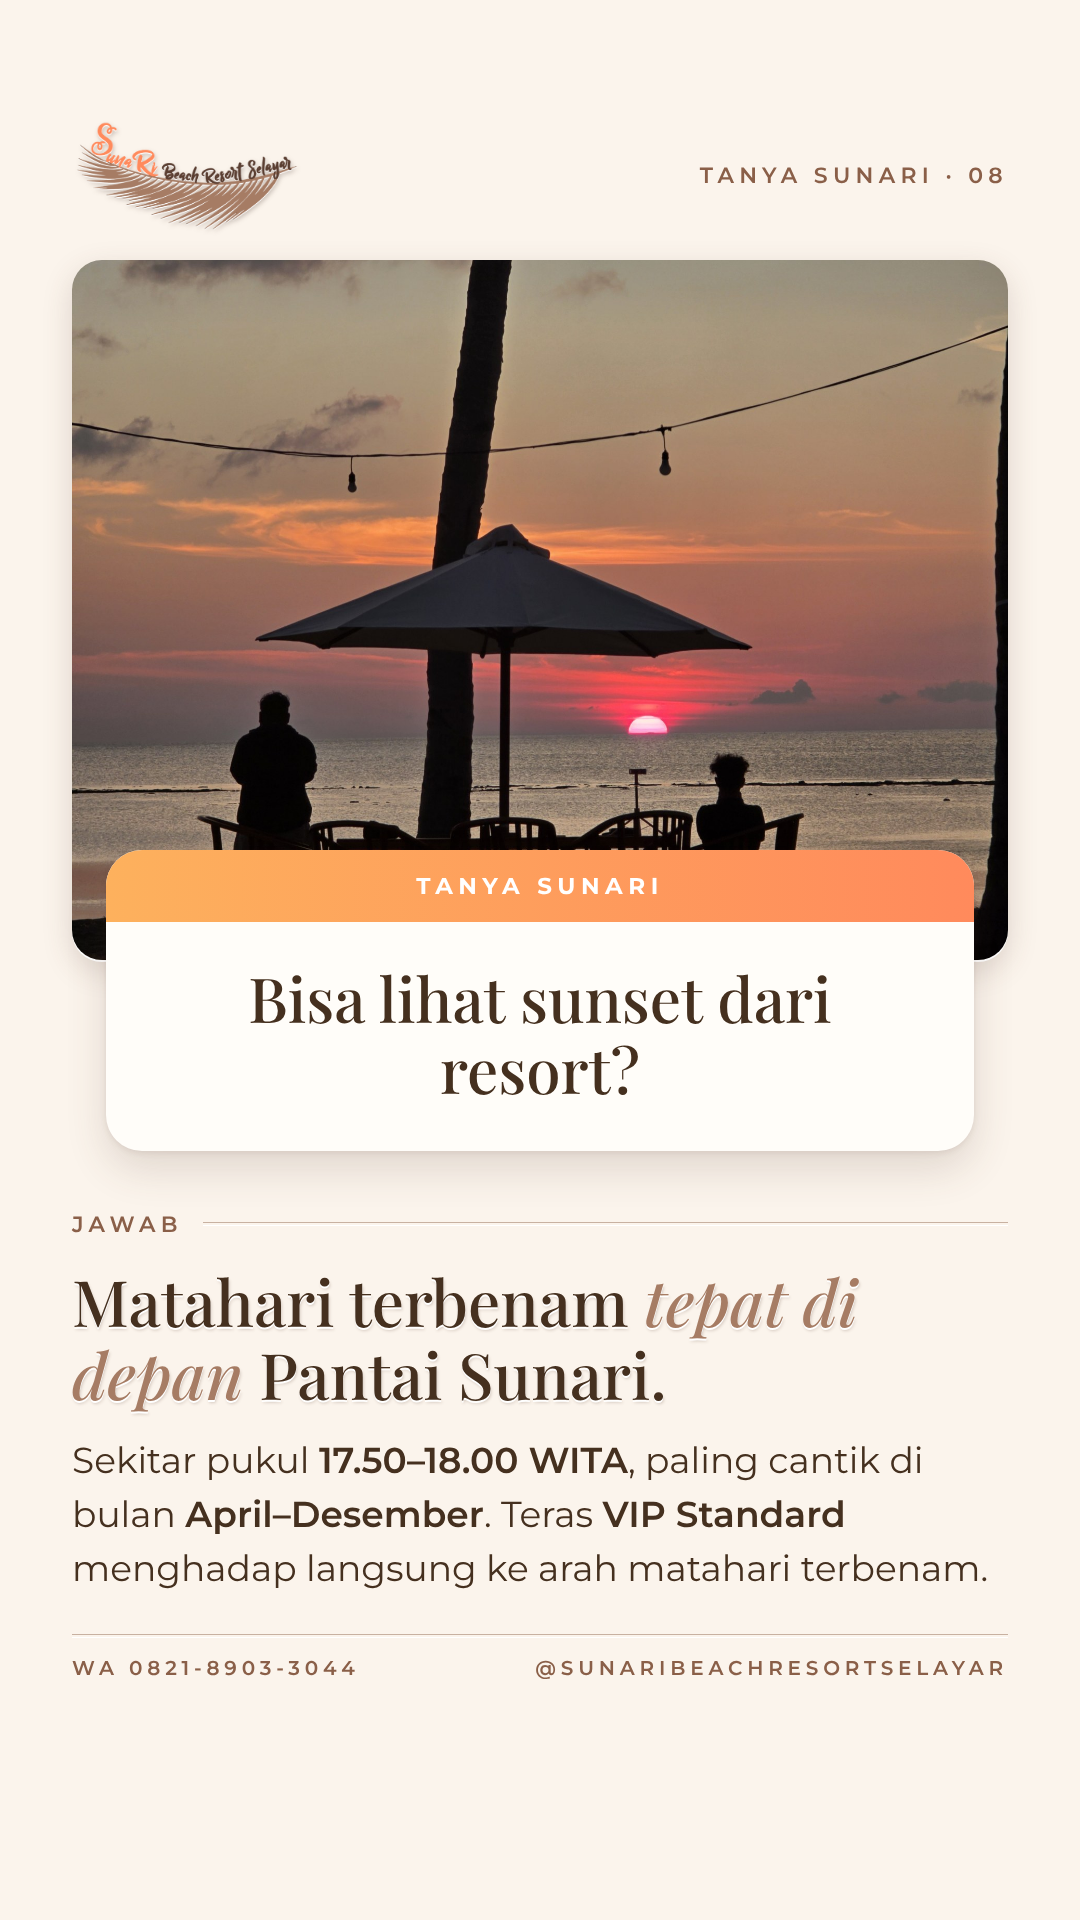 SunaRi Beach Resort Selayar
TANYA SUNARI · 08
TANYA SUNARI
Bisa lihat sunset dari
resort?
JAWAB
Matahari terbenam tepat di
depan Pantai Sunari.
Sekitar pukul 17.50–18.00 WITA, paling cantik di
bulan April–Desember. Teras VIP Standard
menghadap langsung ke arah matahari terbenam.
WA 0821-8903-3044
@SUNARIBEACHRESORTSELAYAR